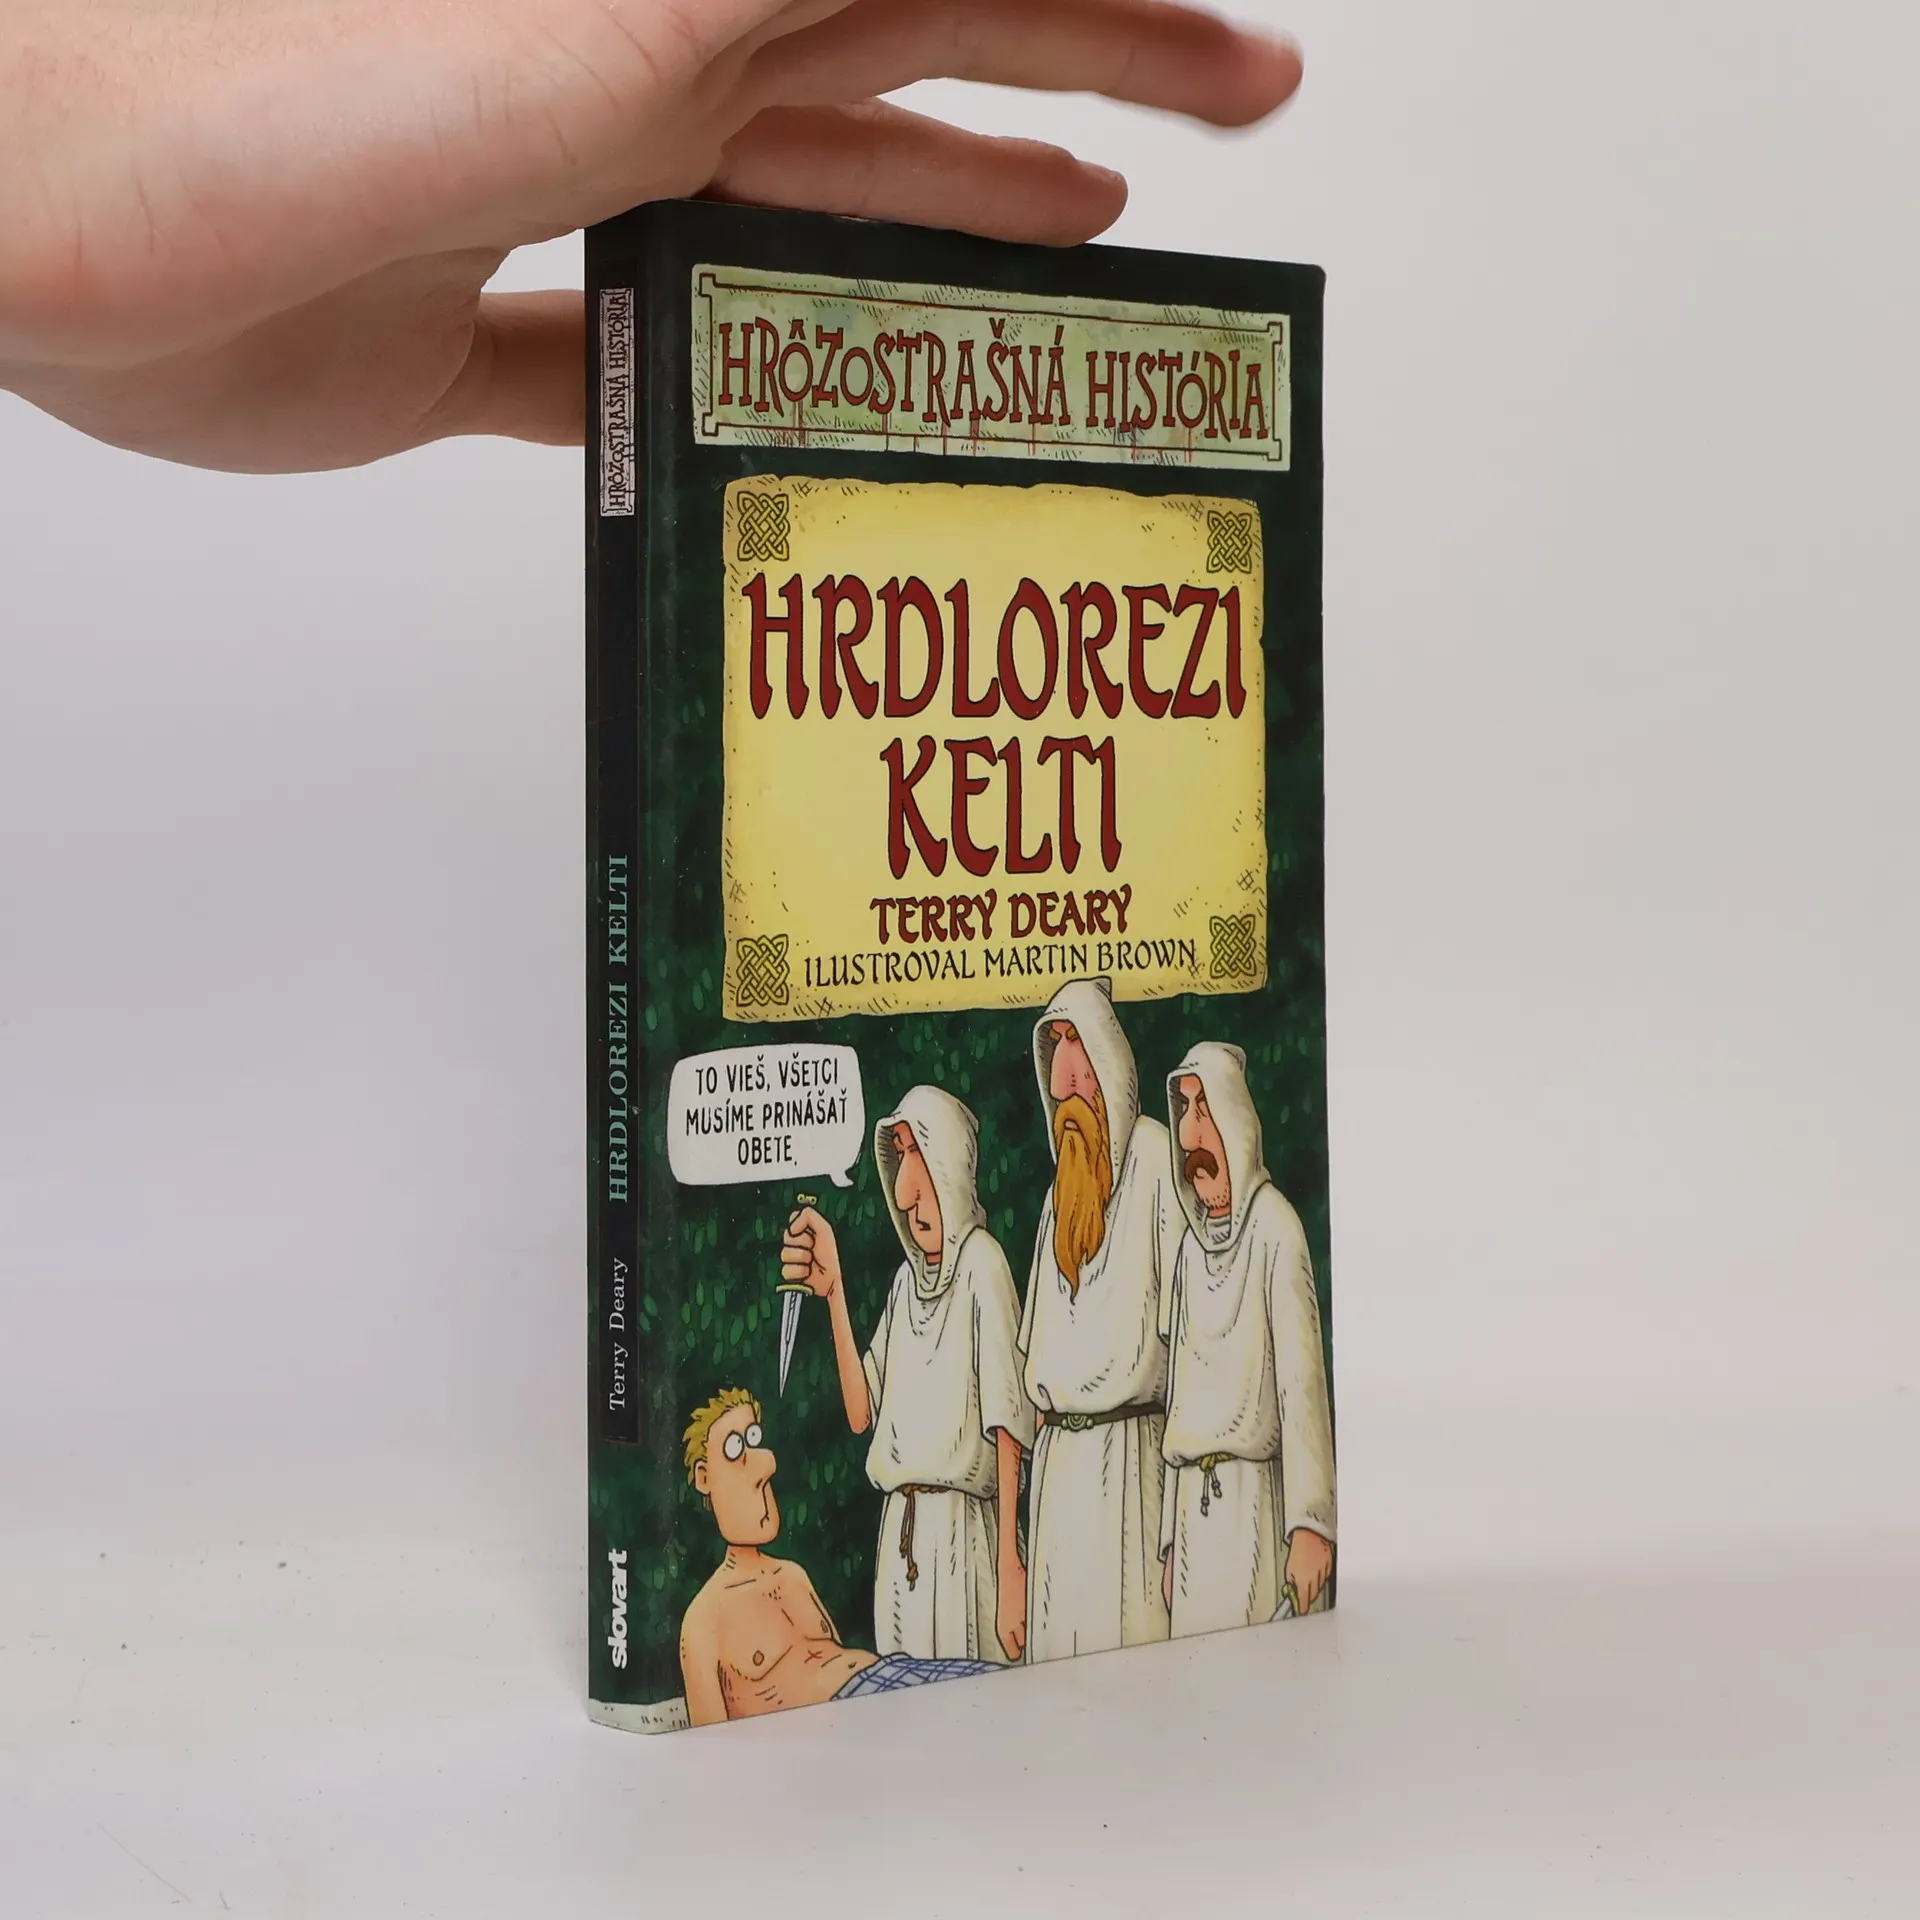 HRÔZOSTRAŠNÁ HISTÓRIA
HRDLOREZI
KELTI
TERRY DEARY
ILUSTROVAL MARTIN BROWN
TO VIEŠ, VŠETCI
MUSÍME PRINÁŠAŤ
OBETE.
HRÔZOSTRAŠNÁ HISTÓRIA
HRDLOREZI KELTI
Terry Deary
slovart